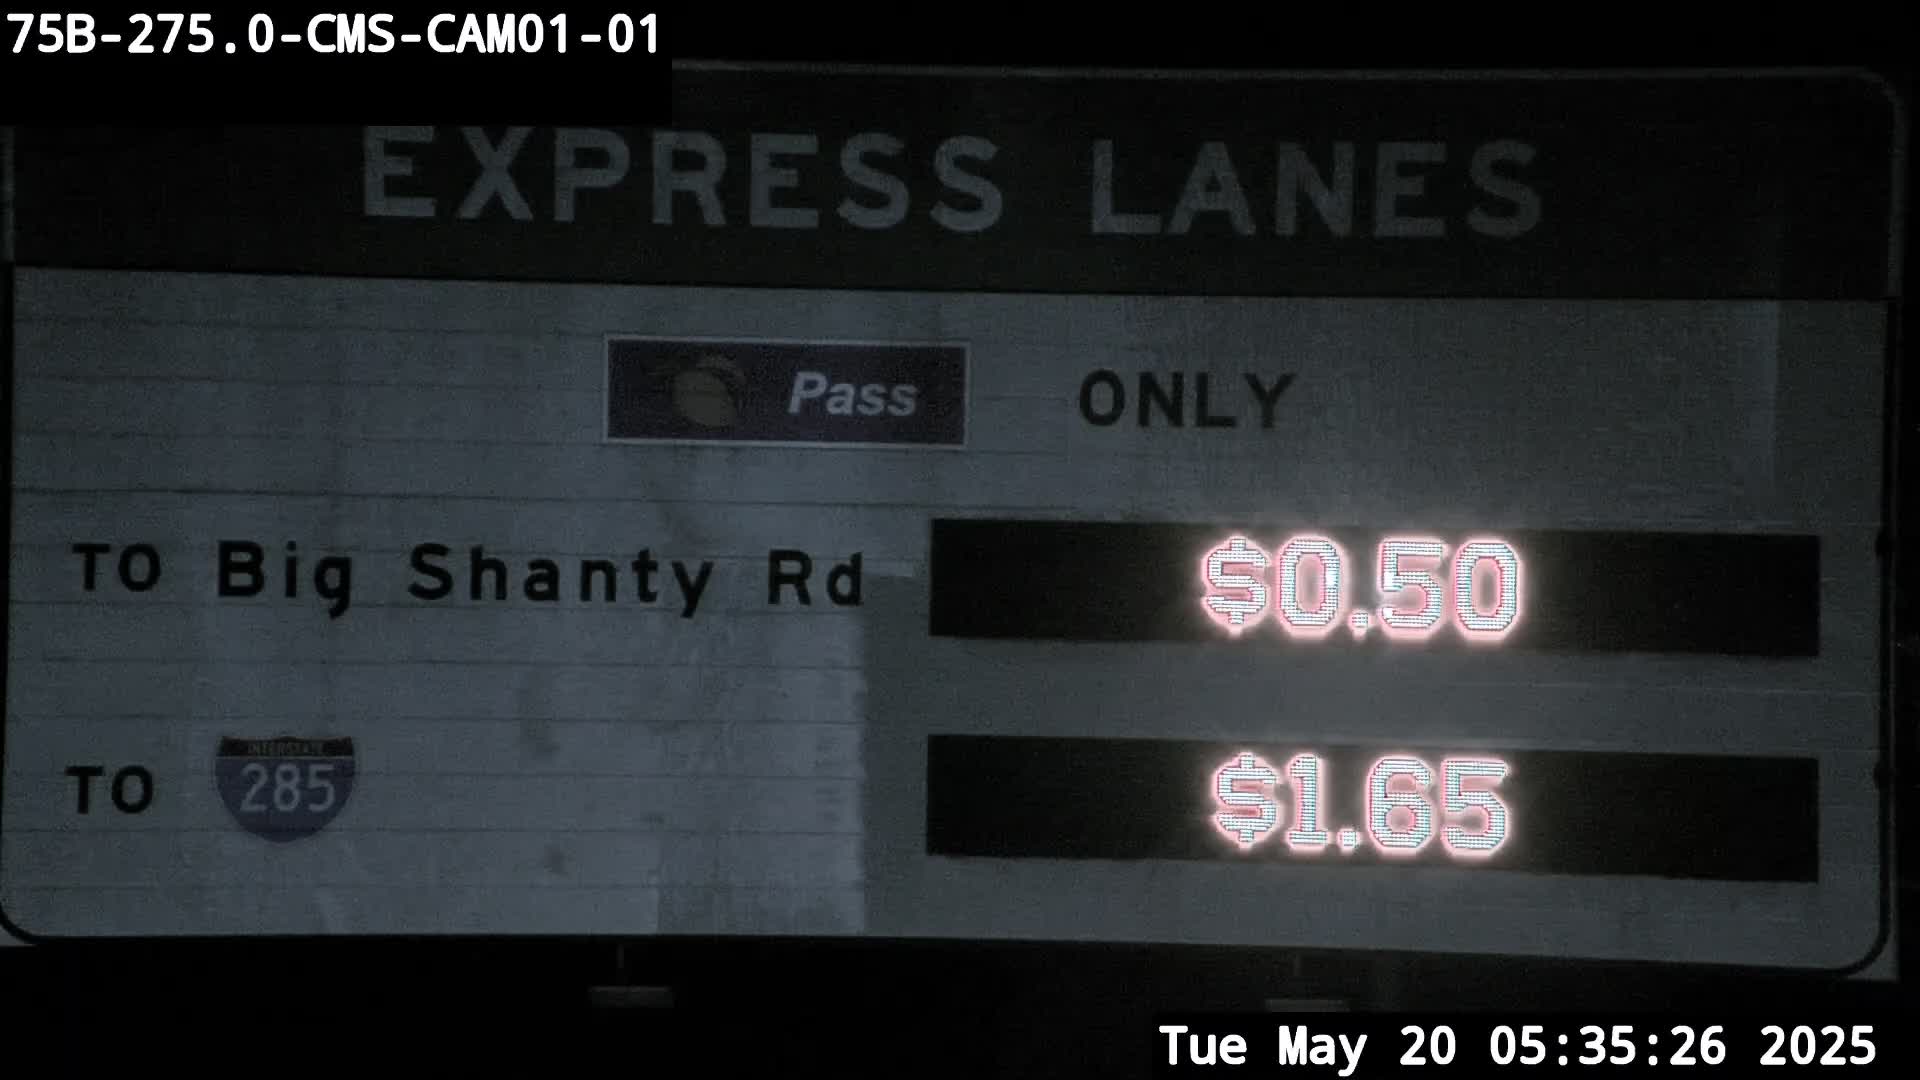 75B-275.0-CMS-CAM01-01
EXPRESS LANES
Pass ONLY
TO Big Shanty Rd $0.50
INTERSTATE
TO 285 $1.65
Tue May 20 05:35:26 2025